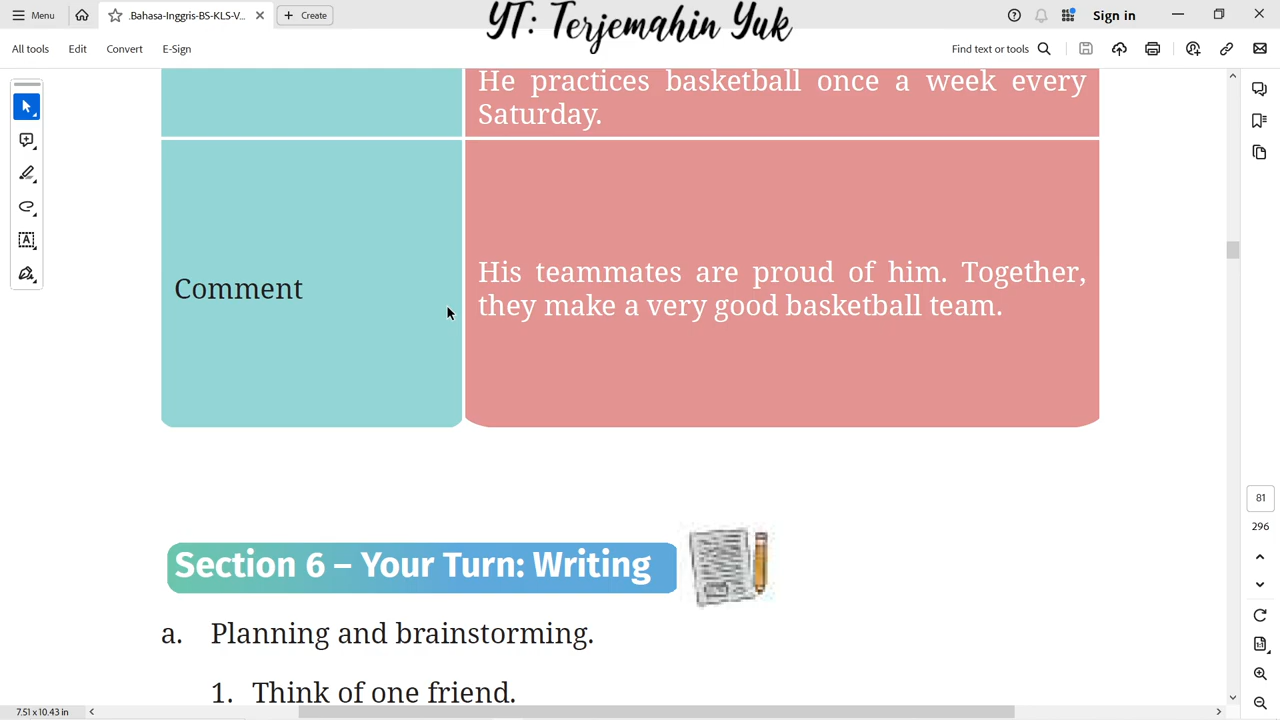 Menu
.Bahasa-Inggris-BS-KLS-V...
Create
YT: Terjemahin Yuk
Sign in
All tools
Edit
Convert
E-Sign
Find text or tools
He practices basketball once a week every
Saturday.
Comment
His teammates are proud of him. Together,
they make a very good basketball team.
Section 6 – Your Turn: Writing
a. Planning and brainstorming.
1. Think of one friend.
81
296
7.51 x 10.43 in